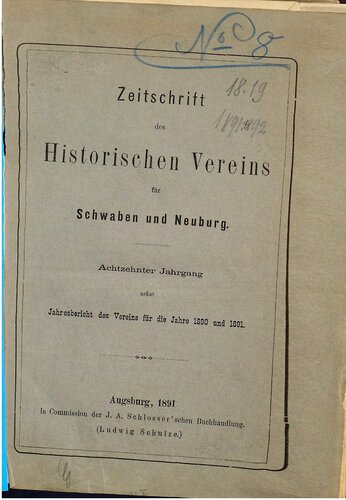 No 8
Zeitschrift
18.19
des
1891.1892
Historischen Vereins
für
Schwaben und Neuburg.
Achtzehnter Jahrgang
nebst
Jahresbericht des Vereins für die Jahre 1890 und 1891.
Augsburg, 1891.
In Commission der J. A. Schlosser'schen Buchhandlung.
(Ludwig Schulze.)